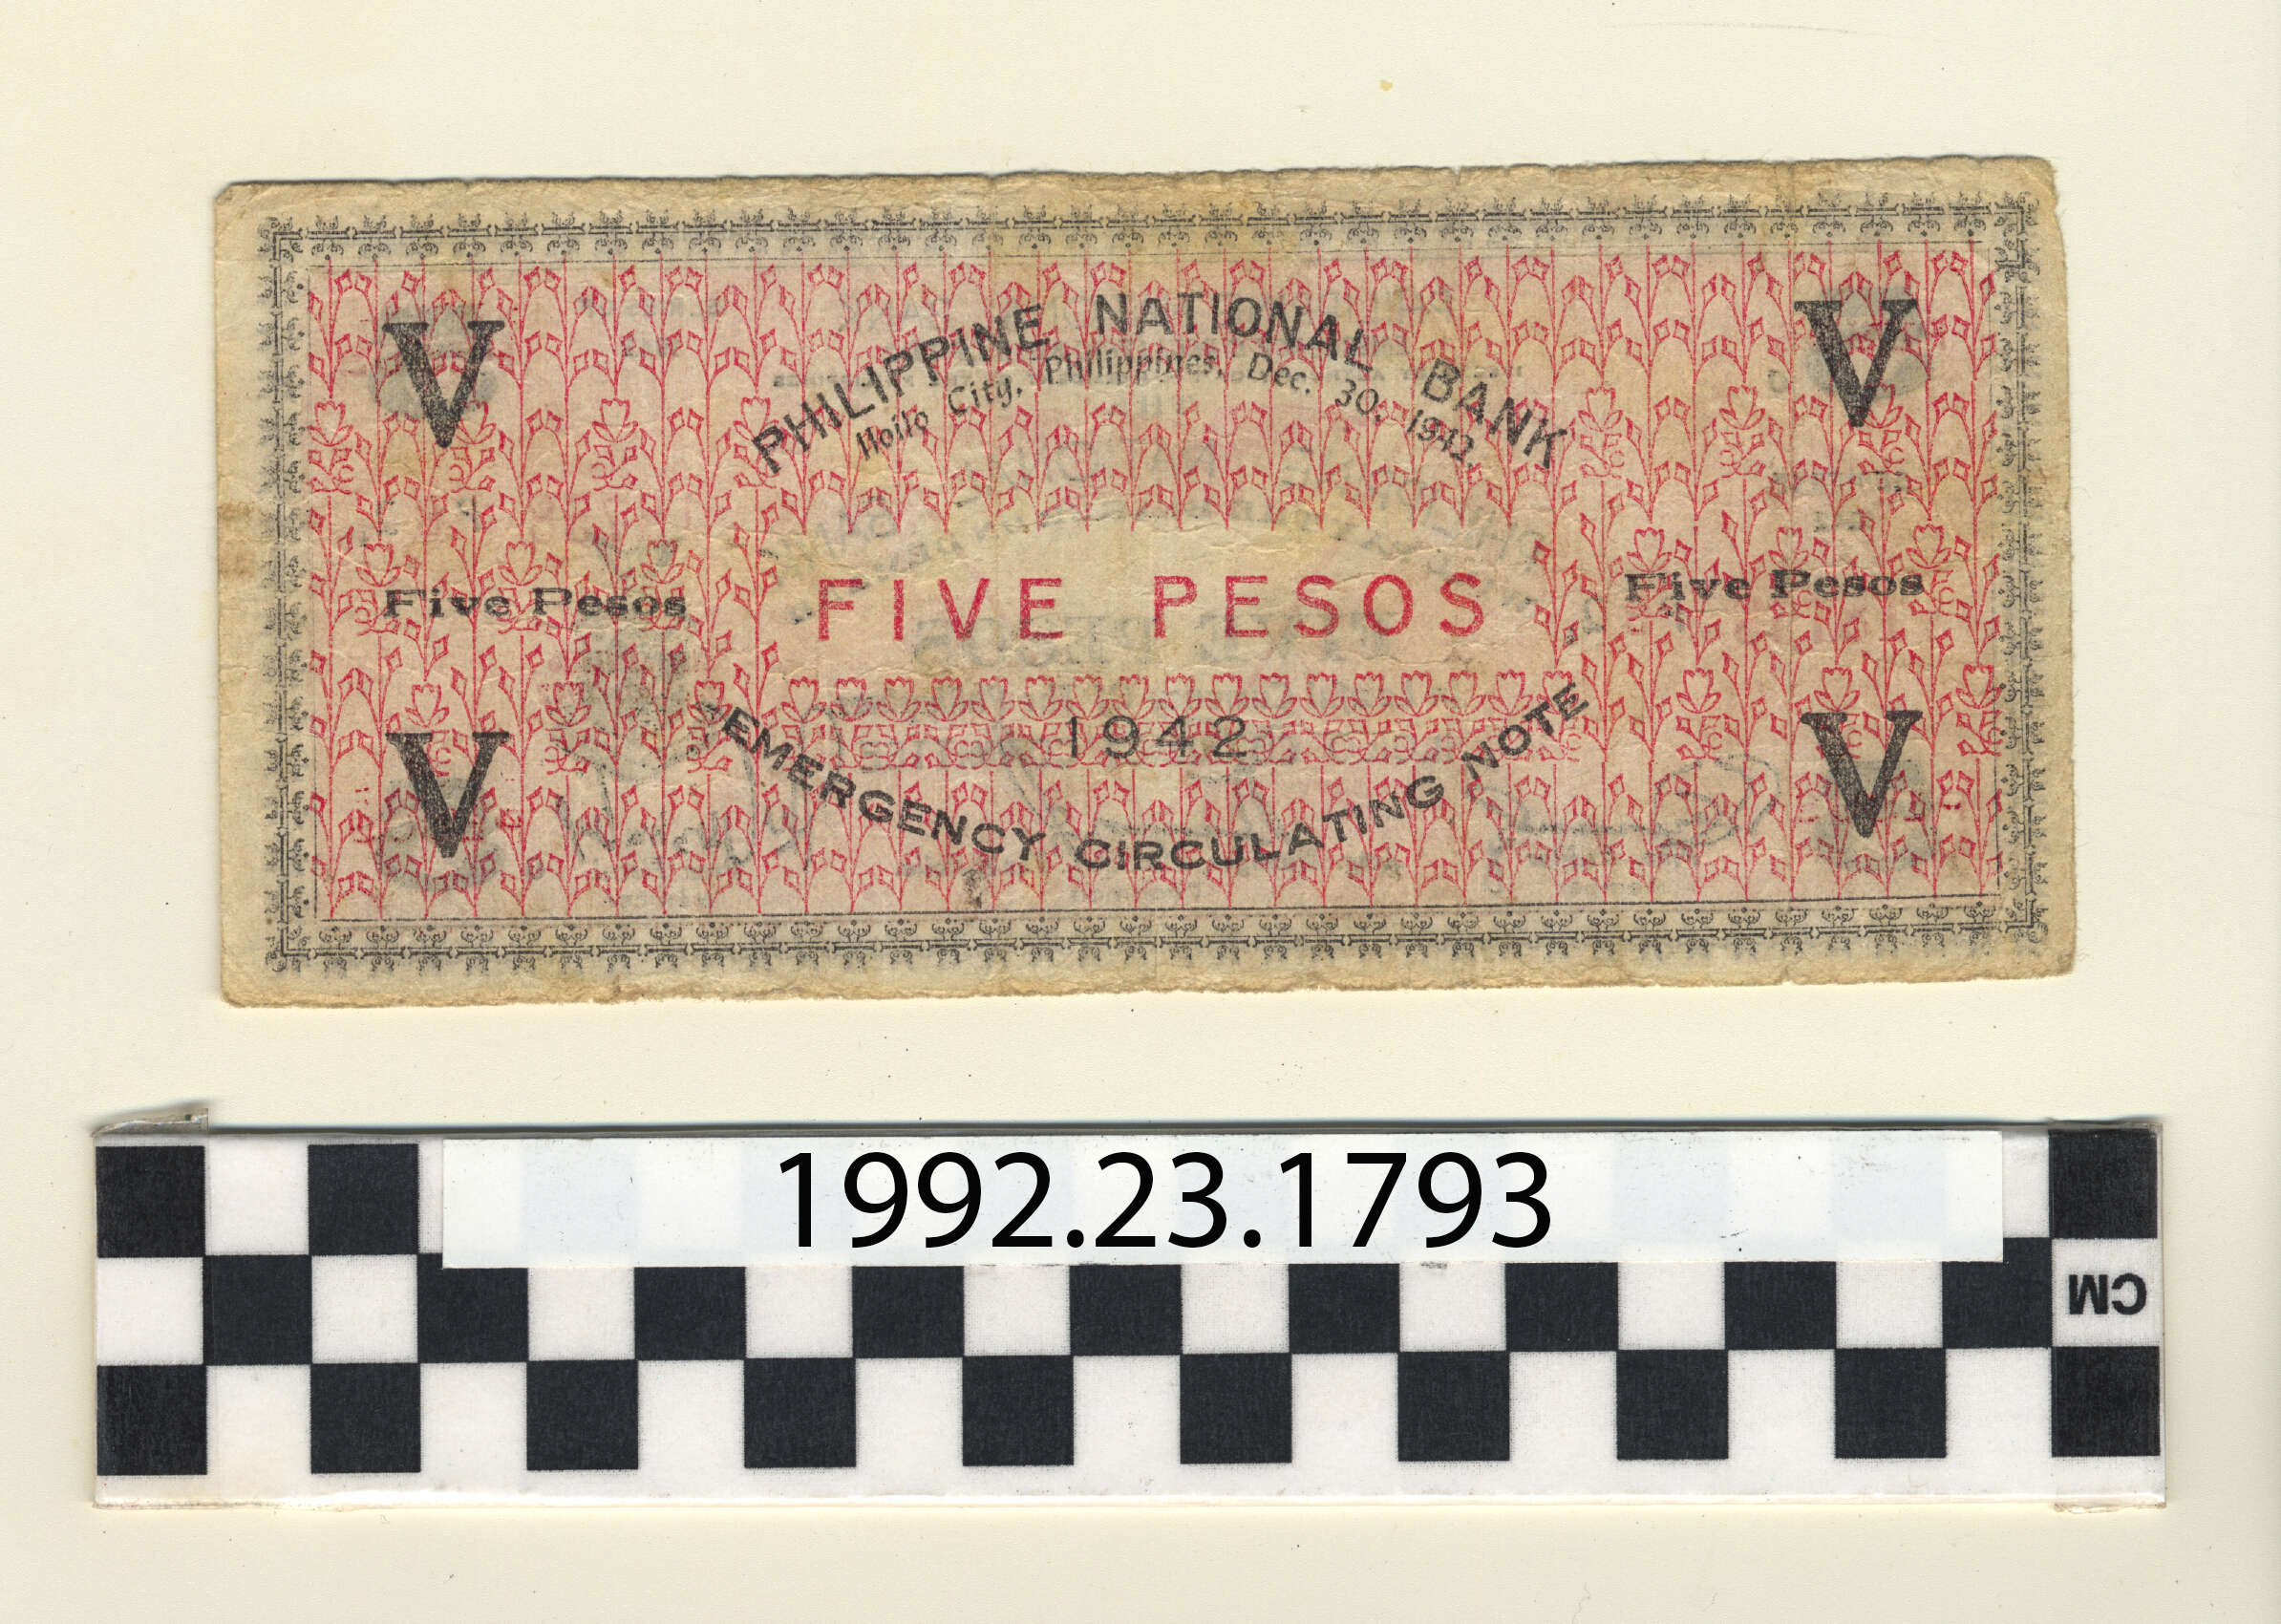 V
V
PHILIPPINE NATIONAL BANK
Iloilo City, Philippines, Dec. 30, 1942.
Five Pesos
FIVE PESOS
Five Pesos
1942
EMERGENCY CIRCULATING NOTE
V
V
1992.23.1793
CM